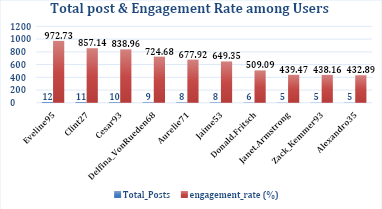 Total post & Engagement Rate among Users
1200
1000
800
600
400
200
0
972.73
857.14
838.96
724.68
677.92
649.35
509.09
439.47
438.16
432.89
12
11
10
9
8
8
6
5
5
5
Eveline95
Clint27
Cesar93
Delfina_VonRueden68
Aurelie71
Jaime53
Donald.Fritsch
Janet.Armstrong
Zack_Kemmer93
Alexandro35
Total_Posts
engagement_rate (%)